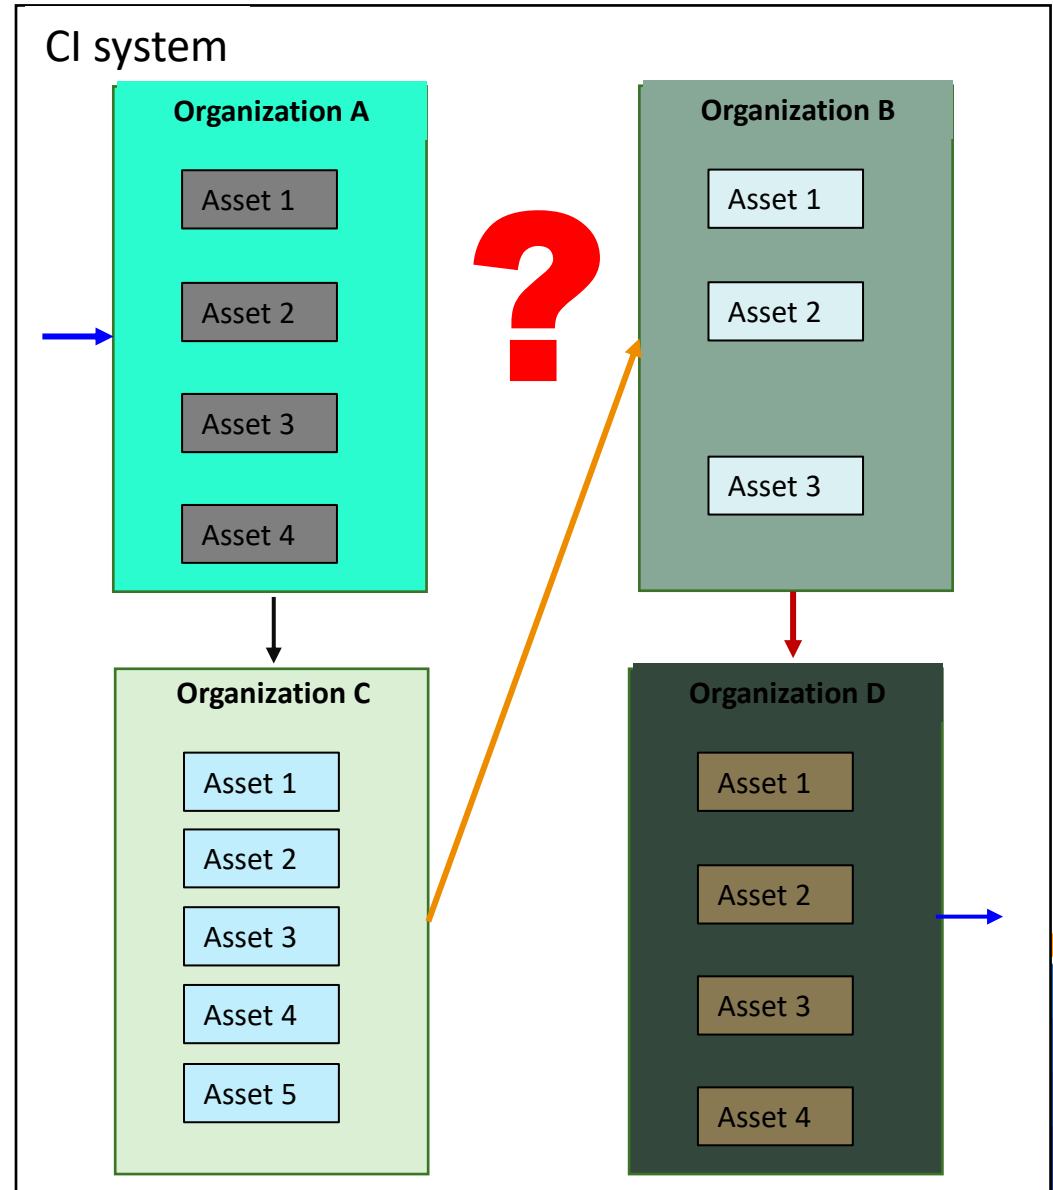 CI system
Organization A
Asset 1
Asset 2
Asset 3
Asset 4
?
Organization B
Asset 1
Asset 2
Asset 3
Organization C
Asset 1
Asset 2
Asset 3
Asset 4
Asset 5
Organization D
Asset 1
Asset 2
Asset 3
Asset 4